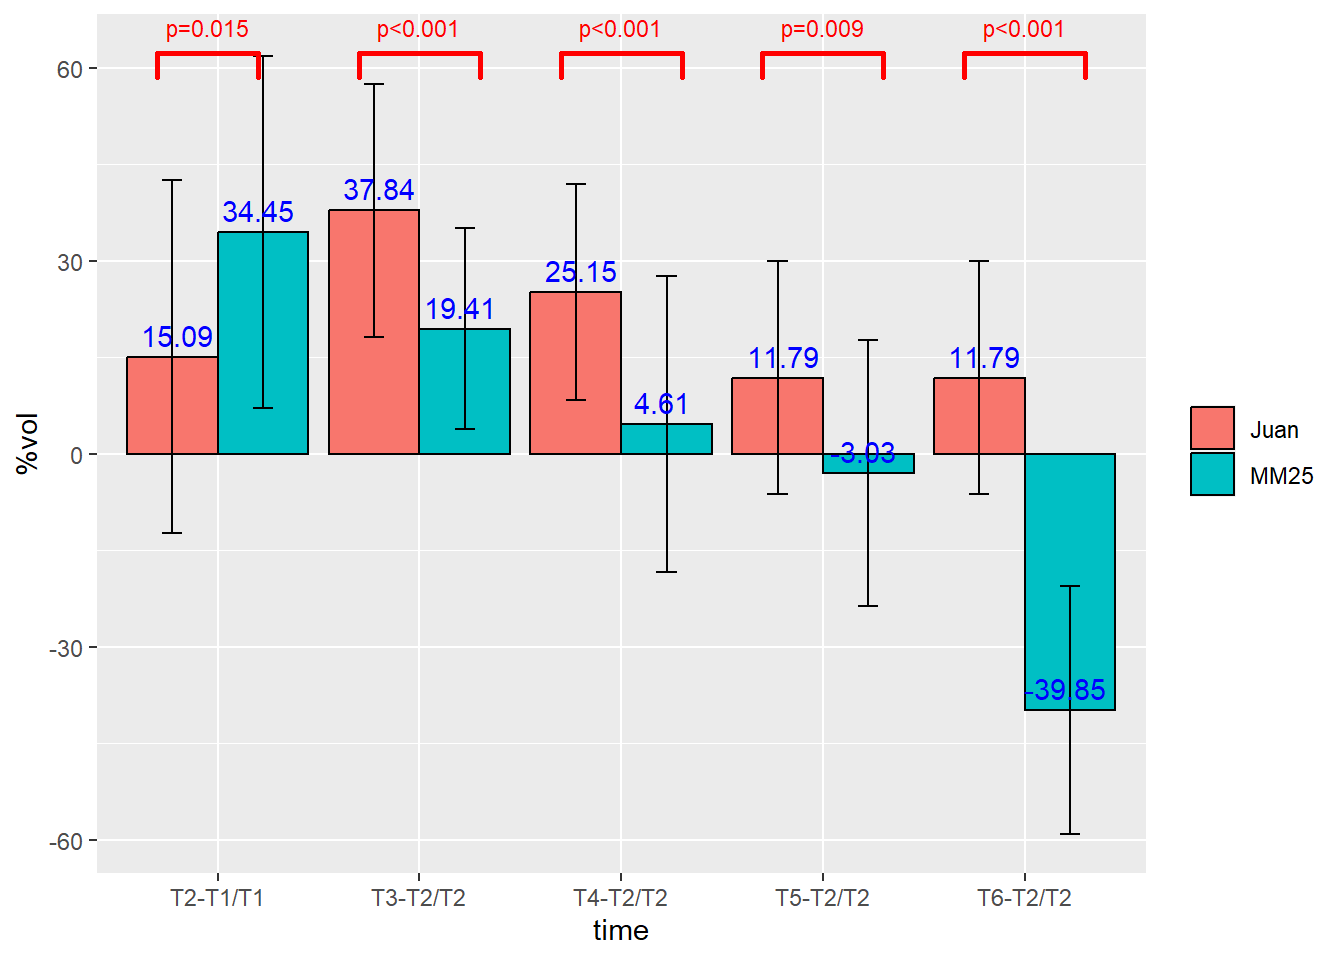 p=0.015
p<0.001
p<0.001
p=0.009
p<0.001
60
30
0
-30
-60
%vol
15.09
34.45
37.84
19.41
25.15
4.61
11.79
-3.03
11.79
-39.85
T2-T1/T1
T3-T2/T2
T4-T2/T2
T5-T2/T2
T6-T2/T2
time
Juan
MM25